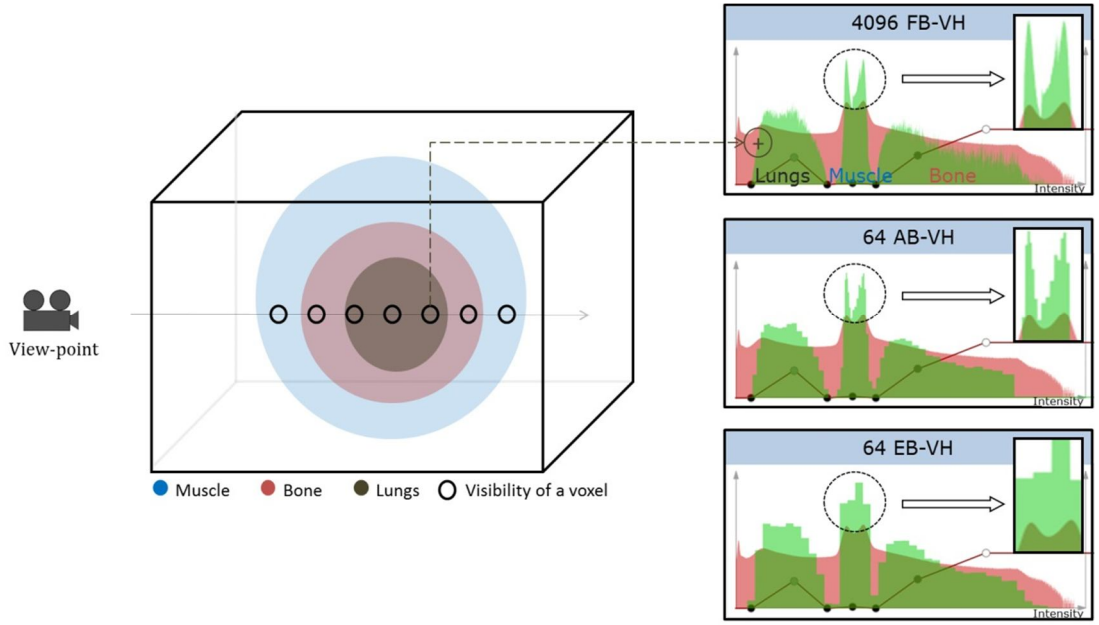 4096 FB-VH
+
Lungs Muscle Bone
Intensity
64 AB-VH
Intensity
View-point
64 EB-VH
Muscle Bone Lungs Visibility of a voxel
Intensity